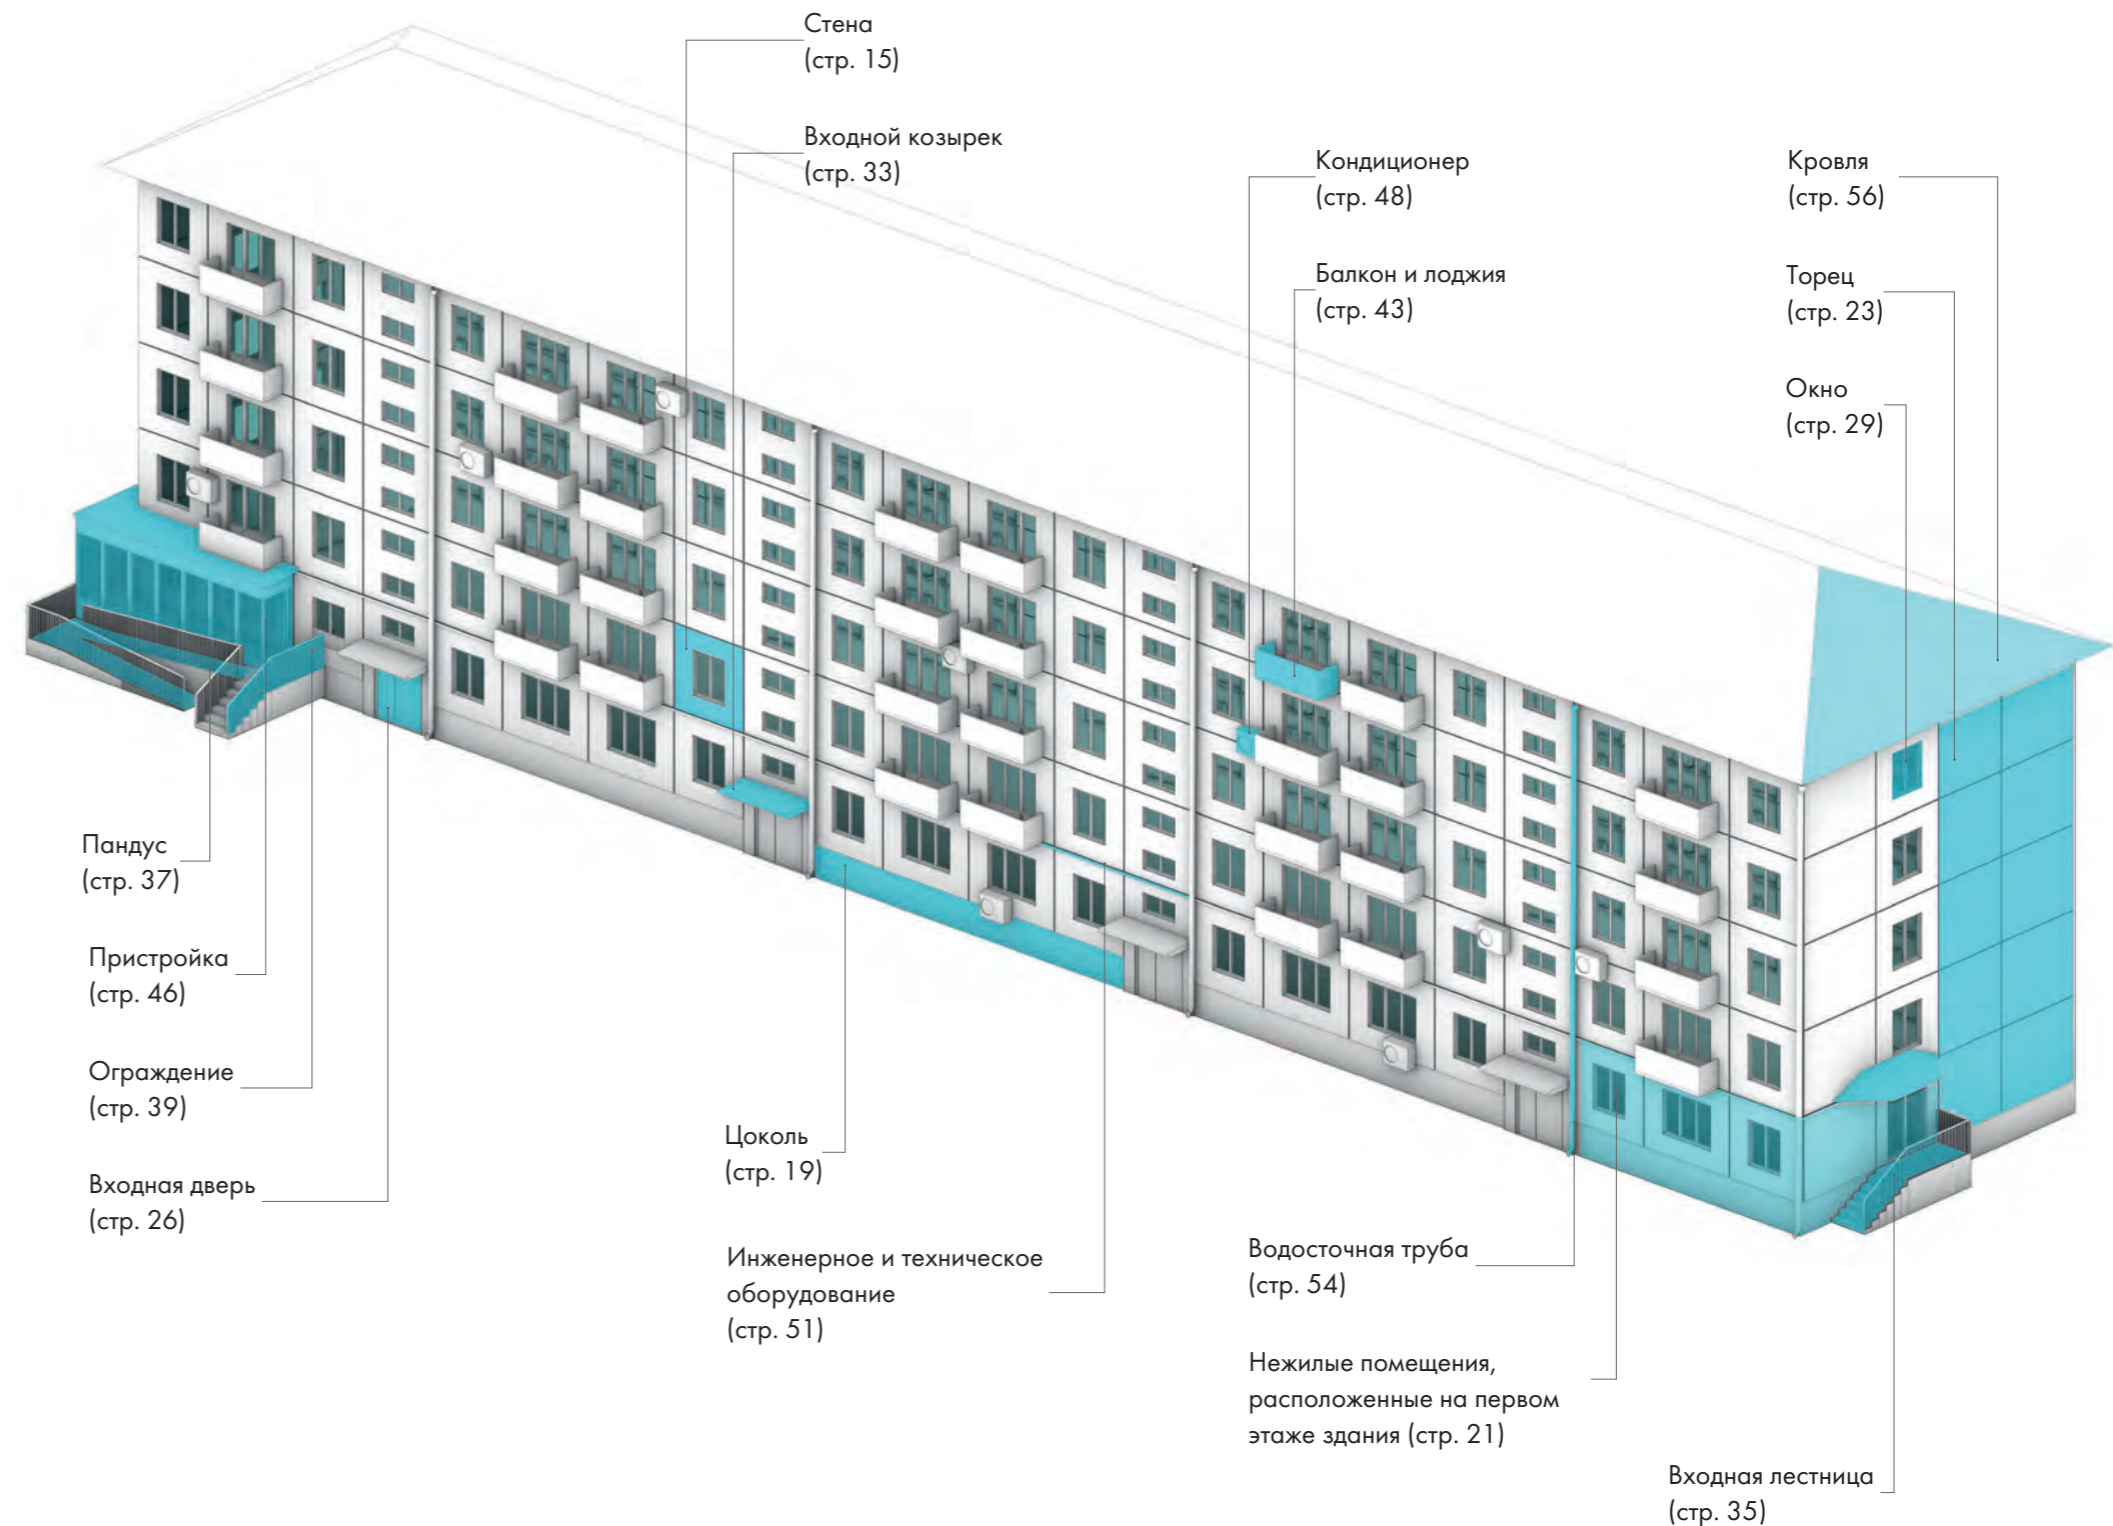 Стена
(стр. 15)
Входной козырек
(стр. 33)
Кондиционер
(стр. 48)
Балкон и лоджия
(стр. 43)
Кровля
(стр. 56)
Торец
(стр. 23)
Окно
(стр. 29)
Пандус
(стр. 37)
Пристройка
(стр. 46)
Ограждение
(стр. 39)
Входная дверь
(стр. 26)
Цоколь
(стр. 19)
Инженерное и техническое
оборудование
(стр. 51)
Водосточная труба
(стр. 54)
Нежилые помещения,
расположенные на первом
этаже здания (стр. 21)
Входная лестница
(стр. 35)